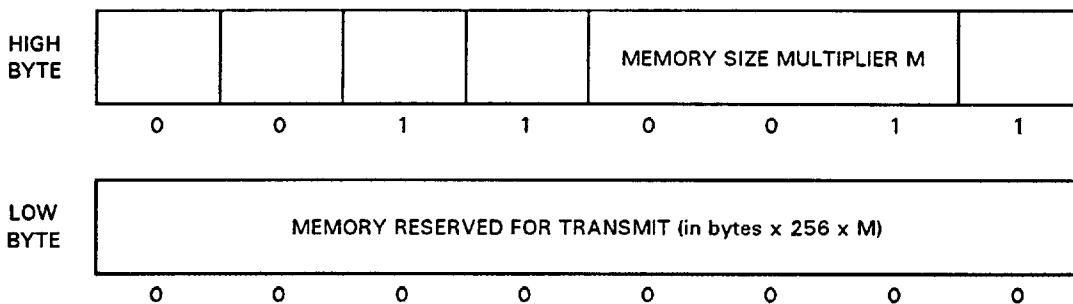 HIGH
BYTE
MEMORY SIZE MULTIPLIER M
0 0 1 1 0 0 1 1
LOW
BYTE
MEMORY RESERVED FOR TRANSMIT (in bytes x 256 x M)
0 0 0 0 0 0 0 0